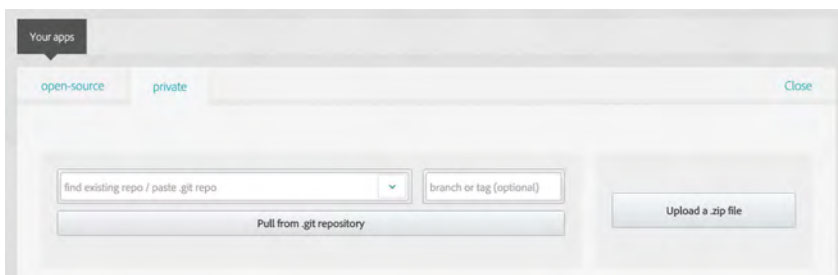 Your apps
open-source private Close
find existing repo / paste .git repo branch or tag (optional)
Pull from .git repository
Upload a .zip file